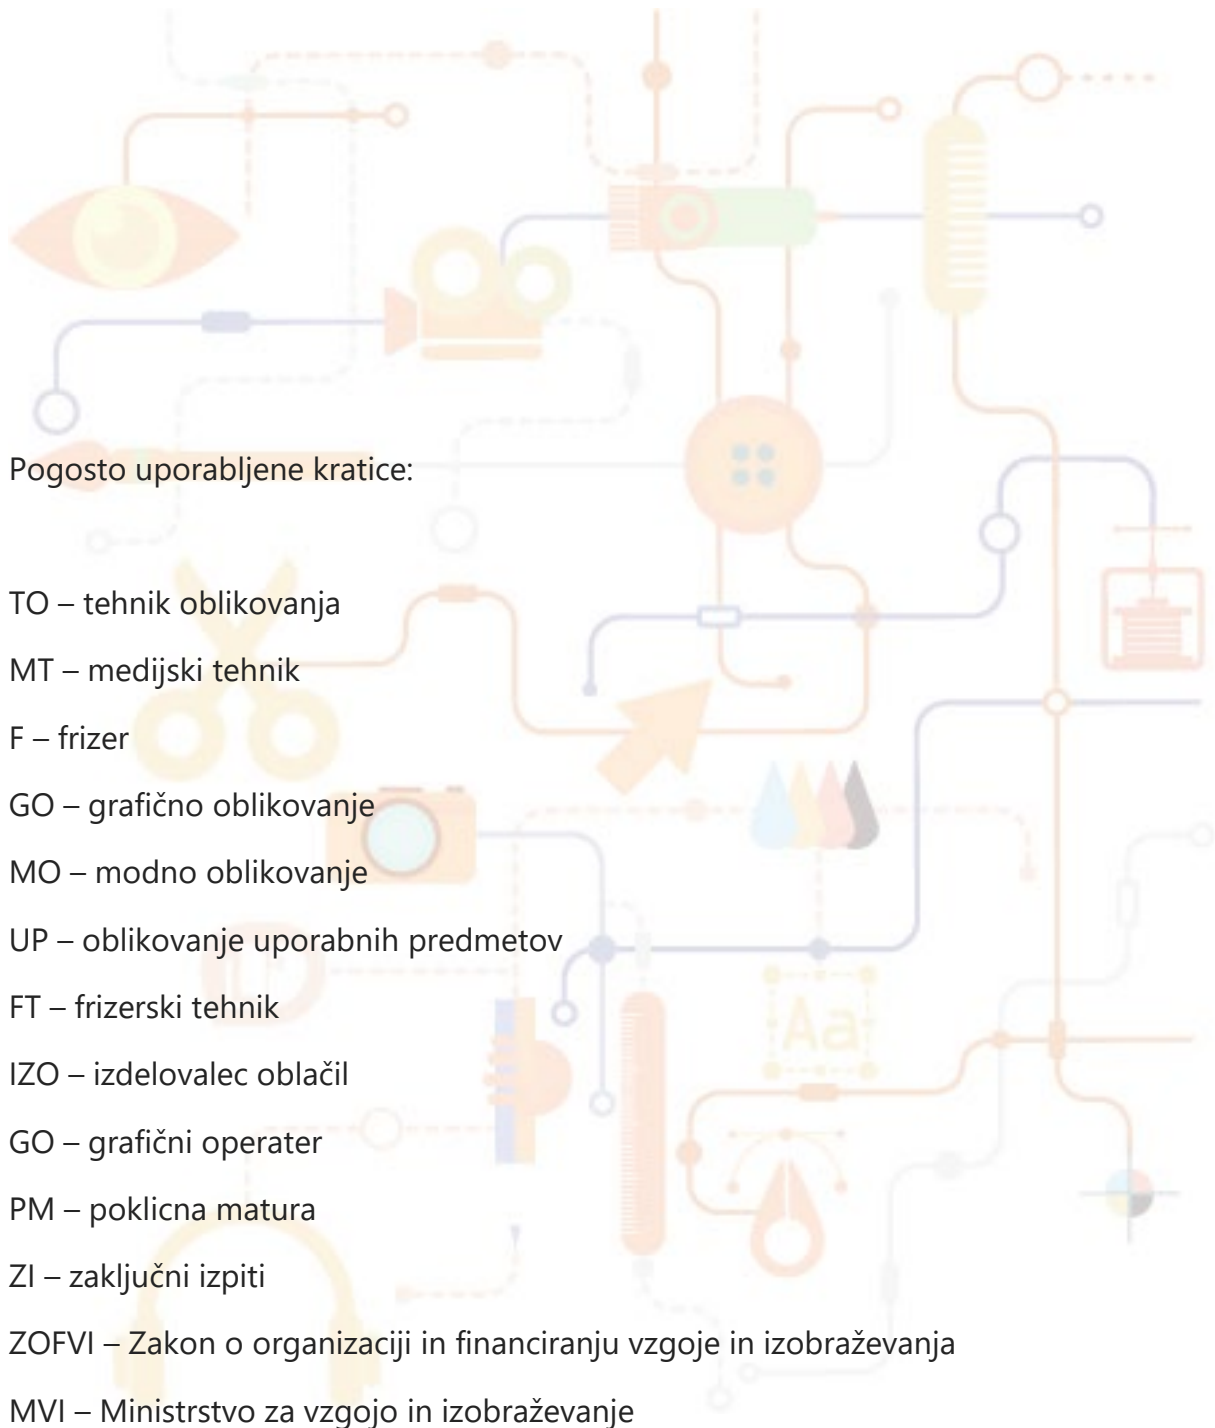 Pogosto uporabljene kratice:
TO – tehnik oblikovanja
MT – medijski tehnik
F – frizer
GO – grafično oblikovanje
MO – modno oblikovanje
UP – oblikovanje uporabnih predmetov
FT – frizerski tehnik
IZO – izdelovalec oblačil
Aa
GO – grafični operater
PM – poklicna matura
ZI – zaključni izpiti
ZOFVI – Zakon o organizaciji in financiranju vzgoje in izobraževanja
MVI – Ministrstvo za vzgojo in izobraževanje